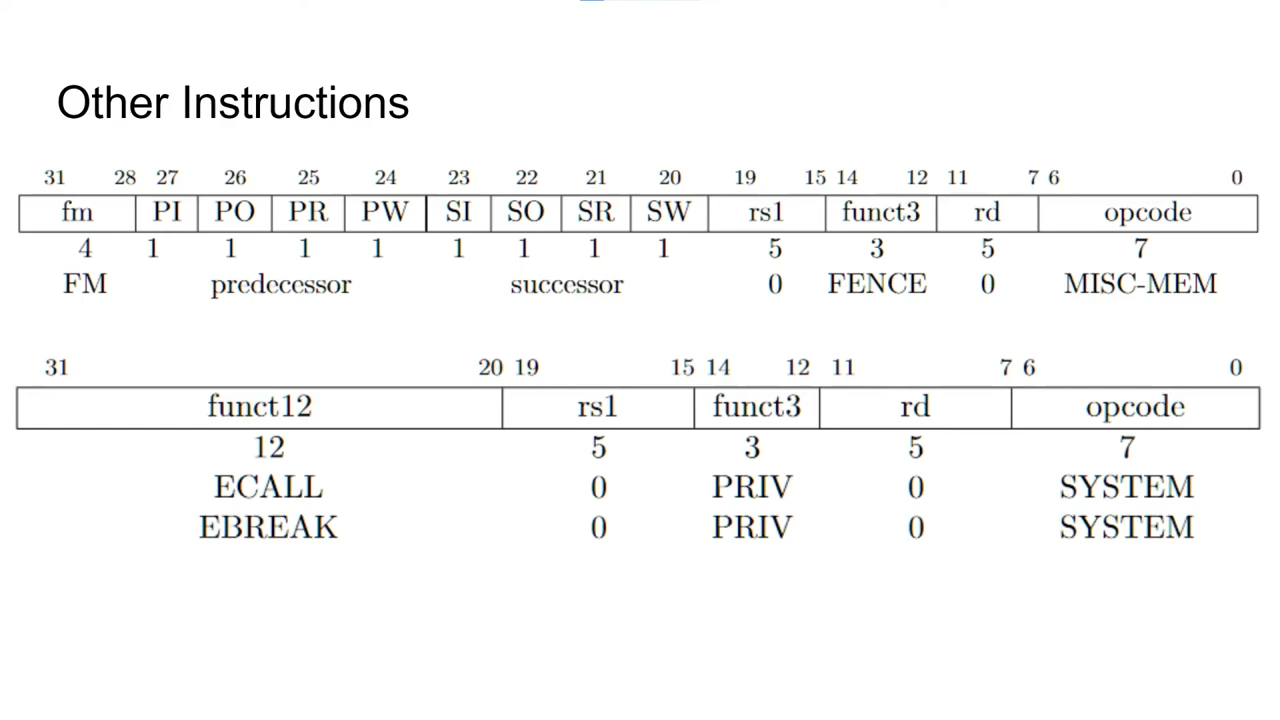 Other Instructions
31 28 27 26 25 24 23 22 21 20 19 15 14 12 11 7 6 0
fm PI PO PR PW SI SO SR SW rs1 funct3 rd opcode
4 1 1 1 1 1 1 1 1 5 3 5 7
FM predecessor successor 0 FENCE 0 MISC-MEM
31 20 19 15 14 12 11 7 6 0
funct12 rs1 funct3 rd opcode
12 5 3 5 7
ECALL 0 PRIV 0 SYSTEM
EBREAK 0 PRIV 0 SYSTEM